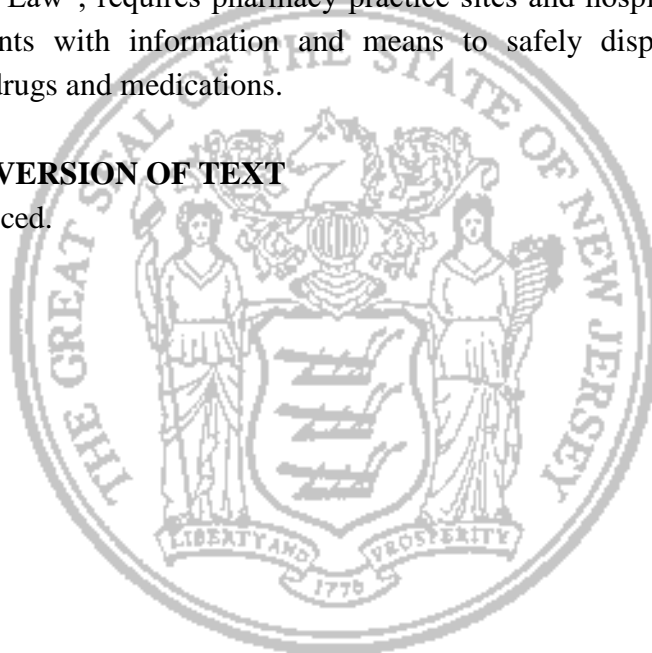 Law", requires pharmacy practice sites and hospi
nts with information and means to safely disp
drugs and medications.
VERSION OF TEXT
ced.
THE GREAT SEAL OF THE STATE OF NEW JERSEY
LIBERTY AND PROSPERITY
1776